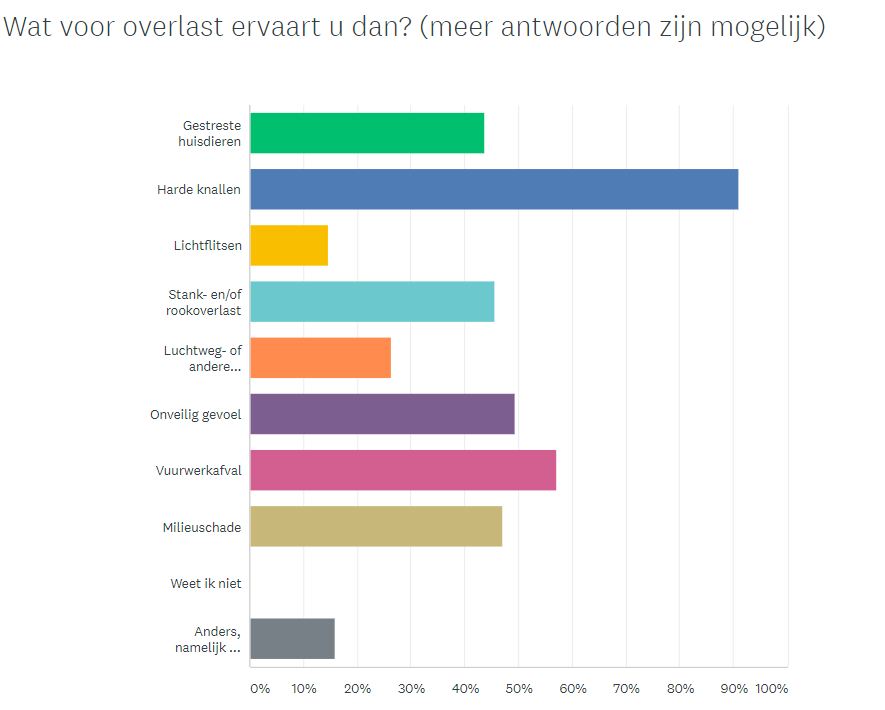 Wat voor overlast ervaart u dan? (meer antwoorden zijn mogelijk)
Gestreste
huisdieren
Harde knallen
Lichtflitsen
Stank- en/of
rookoverlast
Luchtweg- of
andere...
Onveilig gevoel
Vuurwerkafval
Milieuschade
Weet ik niet
Anders,
namelijk ...
0% 10% 20% 30% 40% 50% 60% 70% 80% 90% 100%